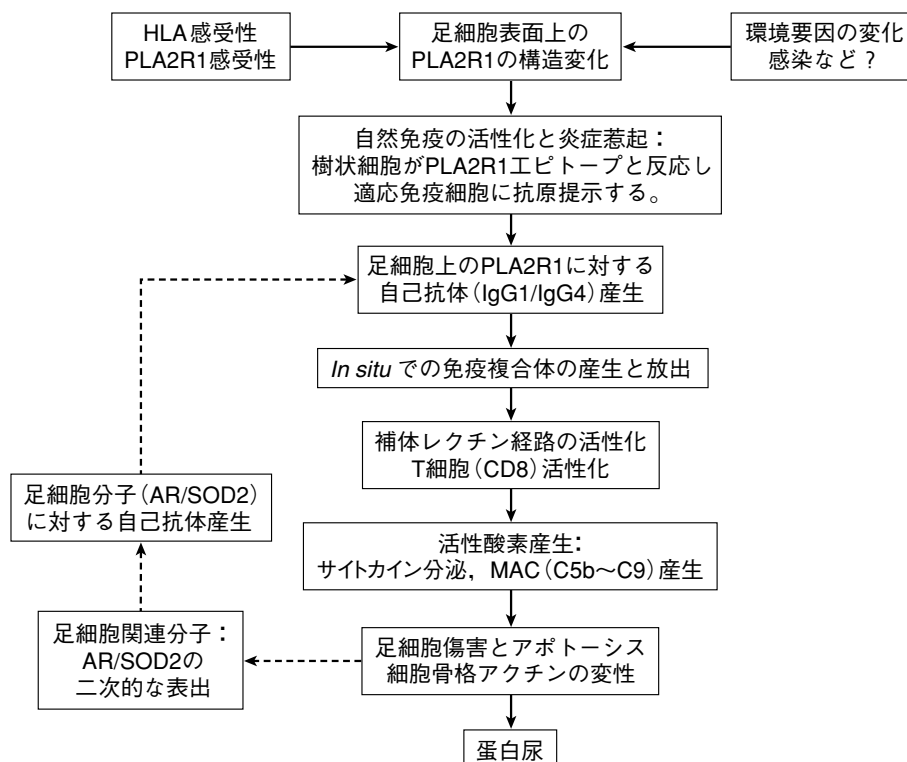 HLA感受性
PLA2R1感受性
足細胞表面上の
PLA2R1の構造変化
環境要因の変化
感染など？
自然免疫の活性化と炎症惹起：
樹状細胞がPLA2R1エピトープと反応し
適応免疫細胞に抗原提示する。
足細胞上のPLA2R1に対する
自己抗体（IgG1/IgG4）産生
In situ での免疫複合体の産生と放出
補体レクチン経路の活性化
T細胞（CD8）活性化
足細胞分子（AR/SOD2）
に対する自己抗体産生
活性酸素産生：
サイトカイン分泌，MAC（C5b〜C9）産生
足細胞関連分子：
AR/SOD2の
二次的な表出
足細胞傷害とアポトーシス
細胞骨格アクチンの変性
蛋白尿